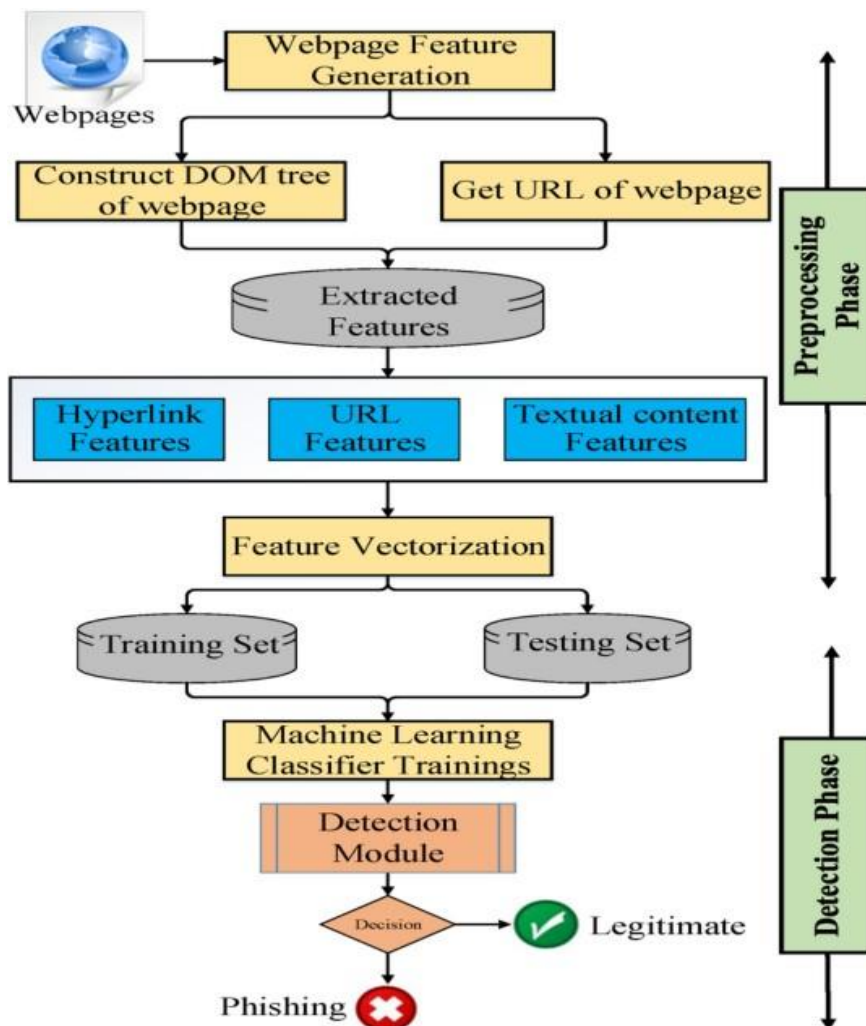 Webpage Feature
Generation
Webpages
Construct DOM tree
of webpage
Get URL of webpage
Extracted
Features
Hyperlink
Features
URL
Features
Textual content
Features
Feature Vectorization
Training Set
Testing Set
Machine Learning
Classifier Trainings
Detection
Module
Decision
Legitimate
Phishing
Preprocessing
Phase
Detection Phase